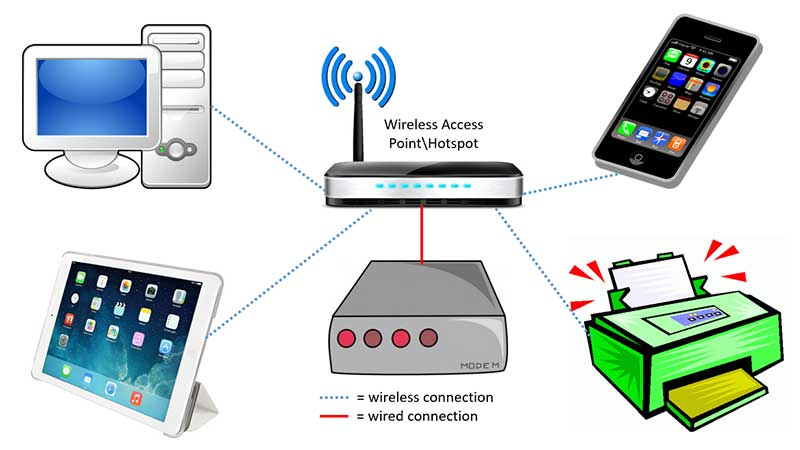 Wireless Access
Point\Hotspot
MODEM
= wireless connection
= wired connection